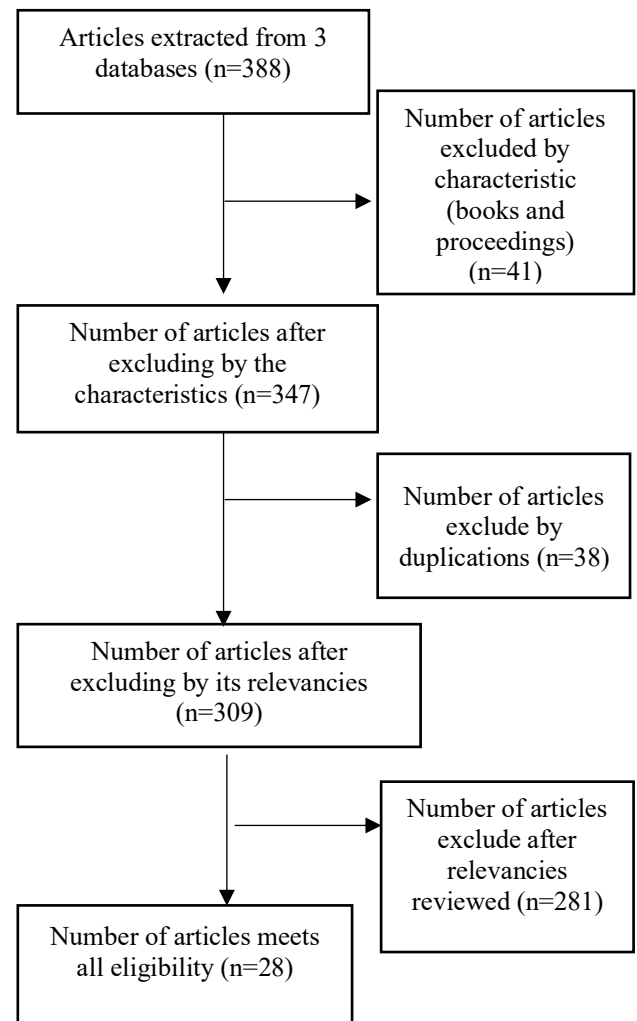 Articles extracted from 3
databases (n=388)
Number of articles
excluded by
characteristic
(books and
proceedings)
(n=41)
Number of articles after
excluding by the
characteristics (n=347)
Number of articles
exclude by
duplications (n=38)
Number of articles after
excluding by its relevancies
(n=309)
Number of articles
exclude after
relevancies
reviewed (n=281)
Number of articles meets
all eligibility (n=28)